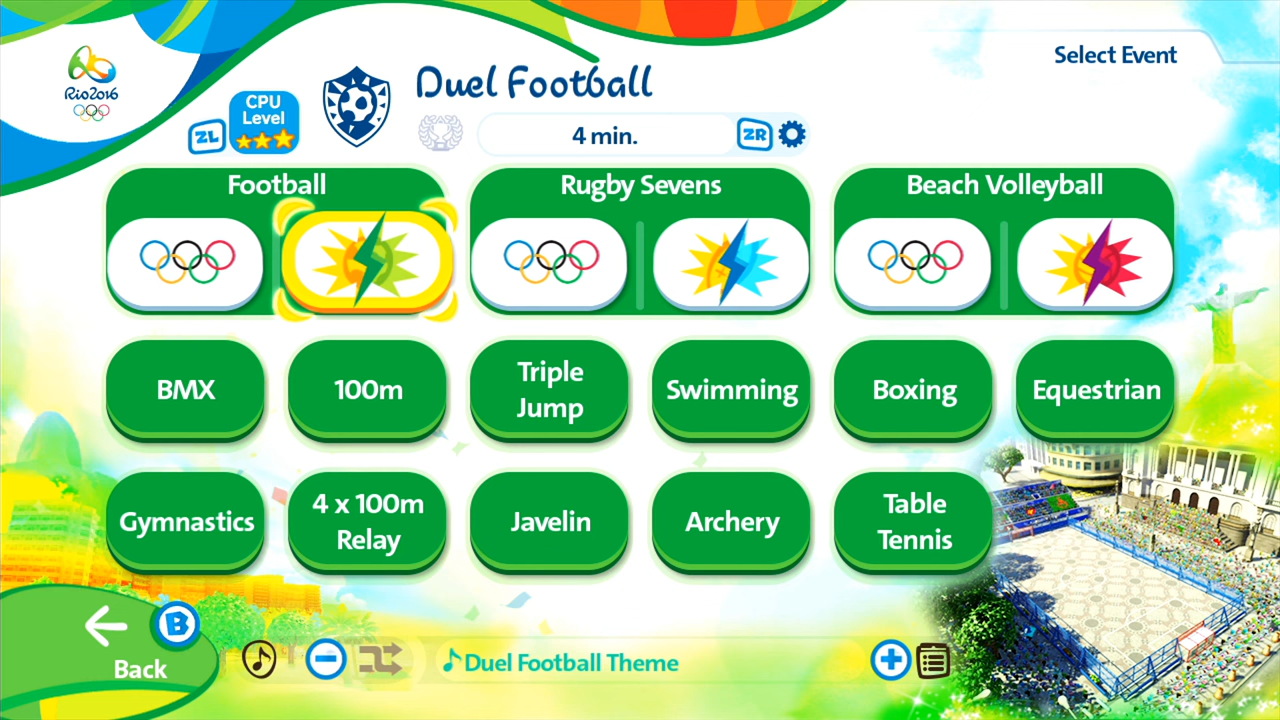 Select Event
Rio2016
CPU
Level
ZL
Duel Football
4 min.
ZR
Football
Rugby Sevens
Beach Volleyball
BMX
100m
Triple
Jump
Swimming
Boxing
Equestrian
Gymnastics
4 x 100m
Relay
Javelin
Archery
Table
Tennis
B
Back
Duel Football Theme